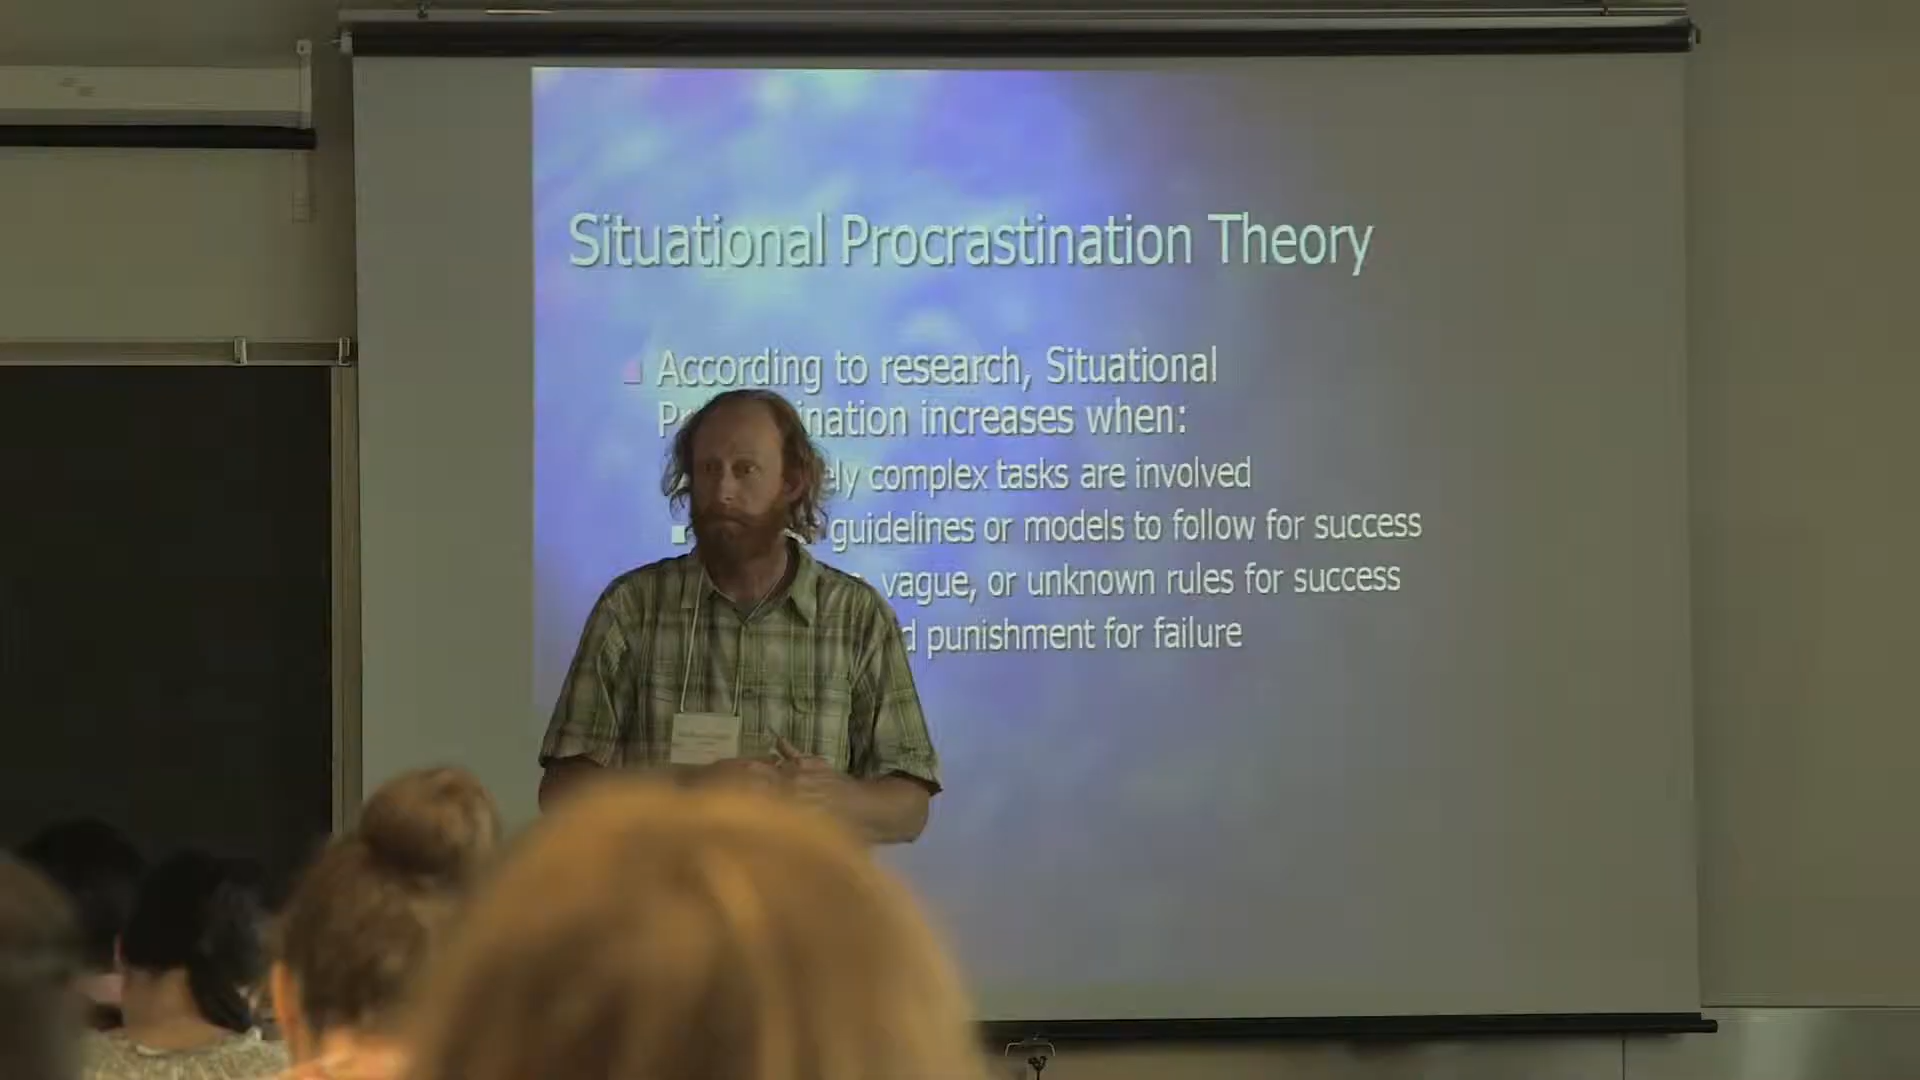 Situational Procrastination Theory
According to research, Situational
increases when:
complex tasks are involved
guidelines or models to follow for success
vague, or unknown rules for success
punishment for failure